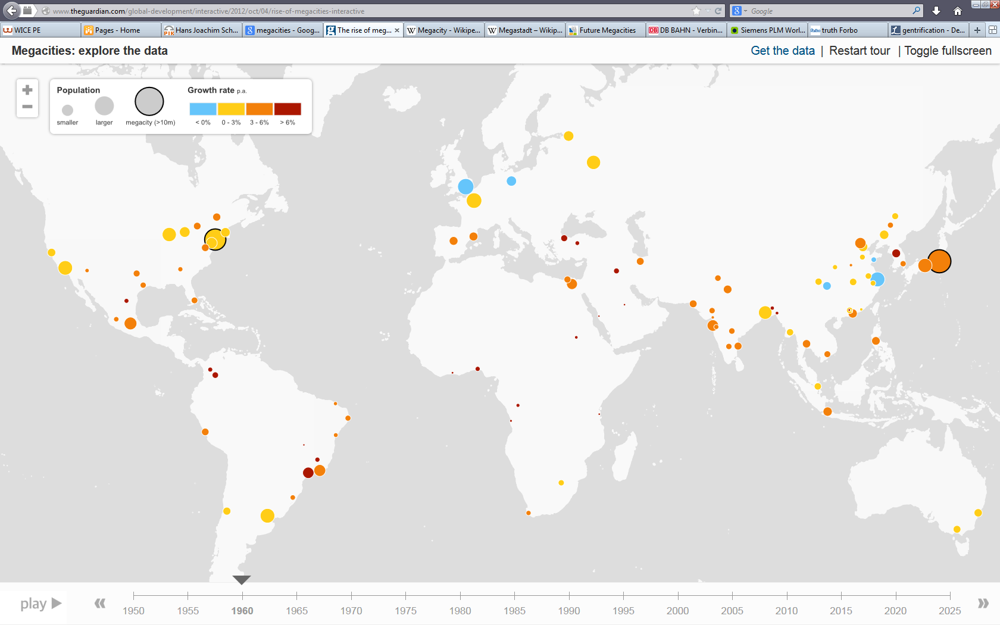 www.theguardian.com/global-development/interactive/2012/oct/04/rise-of-megacities-interactive
Google
WICE PE
Pages - Home
Hans Joachim Sch...
megacities - Goog...
The rise of meg...
Megacity - Wikipe...
Megastadt – Wikip...
Future Megacities
DB BAHN - Verbin...
Siemens PLM Worl...
truth Forbo
gentrification - De...
Megacities: explore the data
Get the data | Restart tour | Toggle fullscreen
Population
Growth rate p.a.
smaller
larger
megacity (>10m)
< 0%
0 - 3%
3 - 6%
> 6%
play
1950
1955
1960
1965
1970
1975
1980
1985
1990
1995
2000
2005
2010
2015
2020
2025